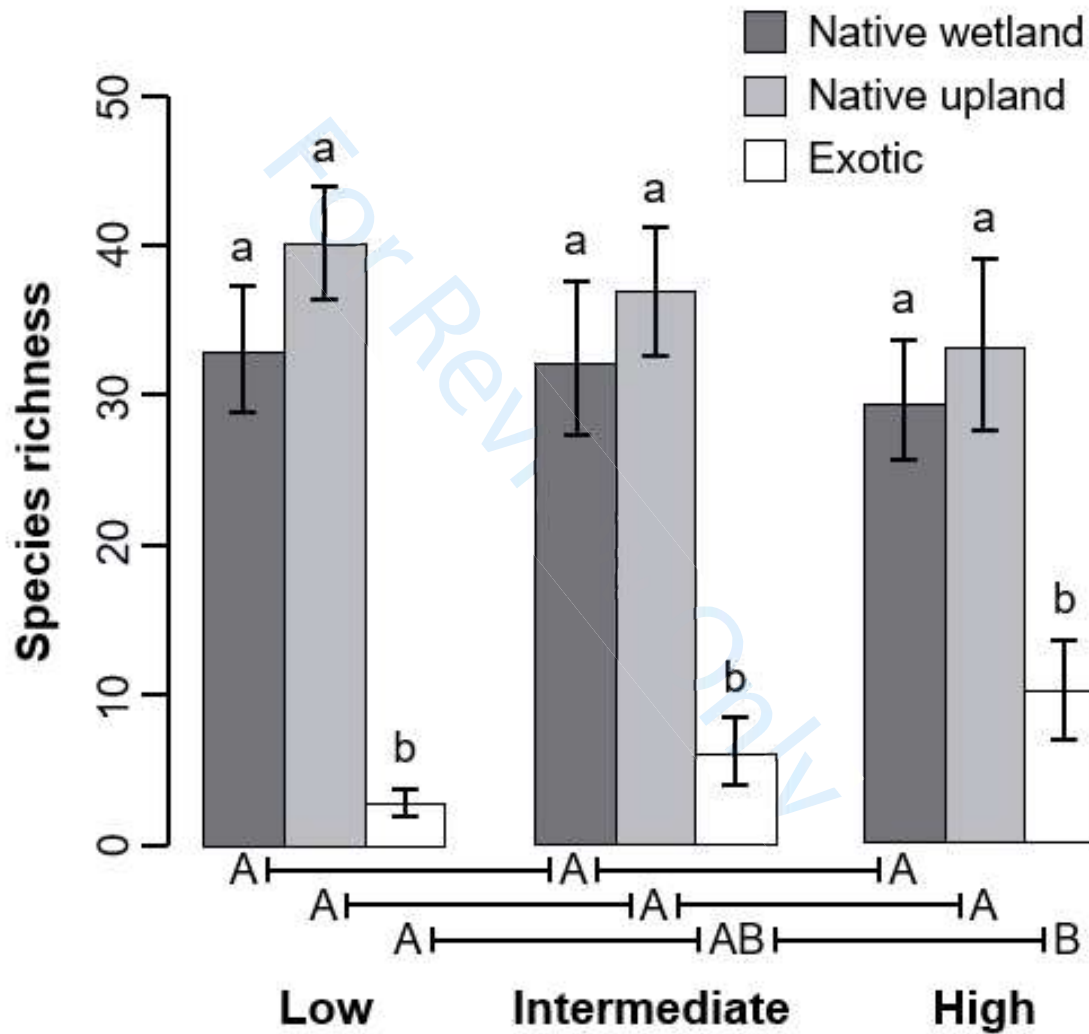 Native wetland
Native upland
Exotic
Species richness
50
40
30
20
10
0
a
a
b
a
a
b
a
a
b
A A A
A A A
A AB B
Low Intermediate High
For Revi
Only